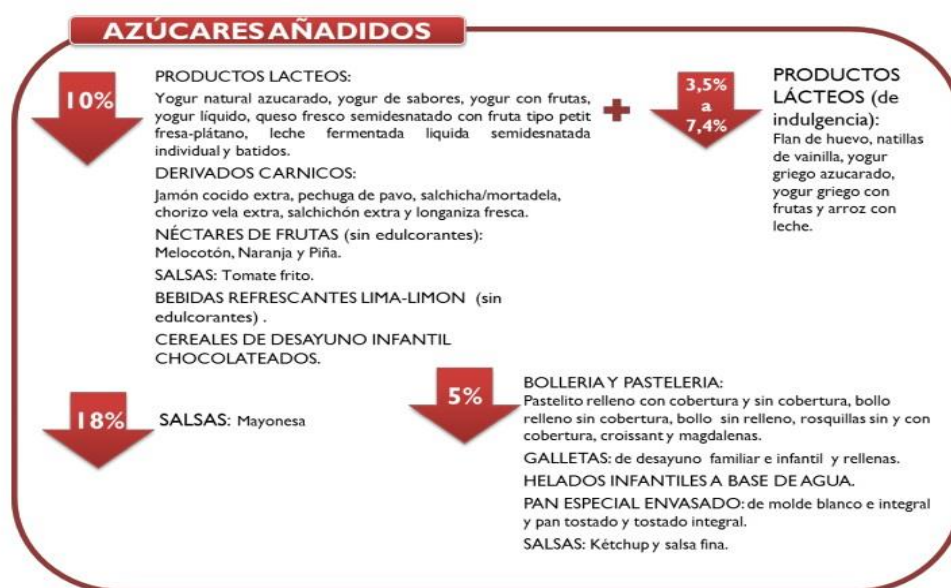 AZÚCARES AÑADIDOS
10%
PRODUCTOS LACTEOS:
Yogur natural azucarado, yogur de sabores, yogur con frutas,
yogur líquido, queso fresco semidesnatado con fruta tipo petit
fresa-plátano, leche fermentada liquida semidesnatada
individual y batidos.
DERIVADOS CARNICOS:
Jamón cocido extra, pechuga de pavo, salchicha/mortadela,
chorizo vela extra, salchichón extra y longaniza fresca.
NÉCTARES DE FRUTAS (sin edulcorantes):
Melocotón, Naranja y Piña.
SALSAS: Tomate frito.
BEBIDAS REFRESCANTES LIMA-LIMON (sin
edulcorantes) .
CEREALES DE DESAYUNO INFANTIL
CHOCOLATEADOS.
+
3,5%
a
7,4%
PRODUCTOS
LÁCTEOS (de
indulgencia):
Flan de huevo, natillas
de vainilla, yogur
griego azucarado,
yogur griego con
frutas y arroz con
leche.
18%
SALSAS: Mayonesa
5%
BOLLERIA Y PASTELERIA:
Pastelito relleno con cobertura y sin cobertura, bollo
relleno sin cobertura, bollo sin relleno, rosquillas sin y con
cobertura, croissant y magdalenas.
GALLETAS: de desayuno familiar e infantil y rellenas.
HELADOS INFANTILES A BASE DE AGUA.
PAN ESPECIAL ENVASADO: de molde blanco e integral
y pan tostado y tostado integral.
SALSAS: Kétchup y salsa fina.